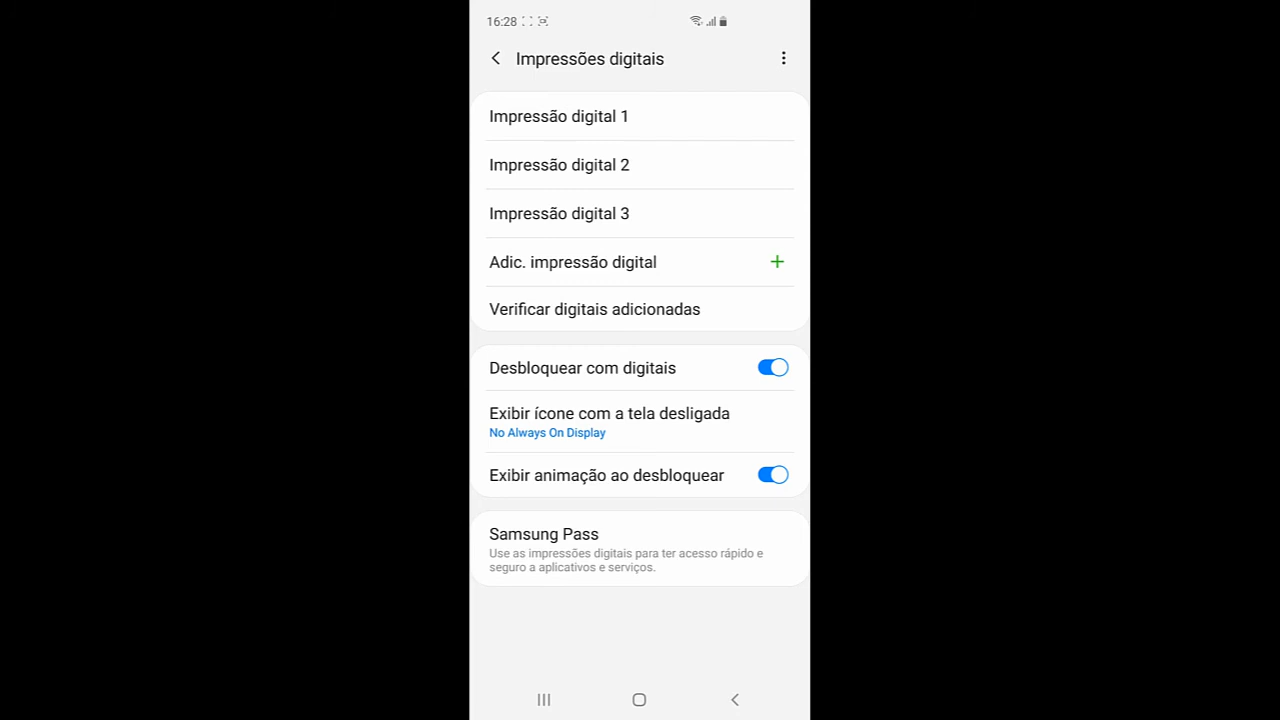 16:28
Impressões digitais
Impressão digital 1
Impressão digital 2
Impressão digital 3
Adic. impressão digital
Verificar digitais adicionadas
Desbloquear com digitais
Exibir ícone com a tela desligada
No Always On Display
Exibir animação ao desbloquear
Samsung Pass
Use as impressões digitais para ter acesso rápido e
seguro a aplicativos e serviços.